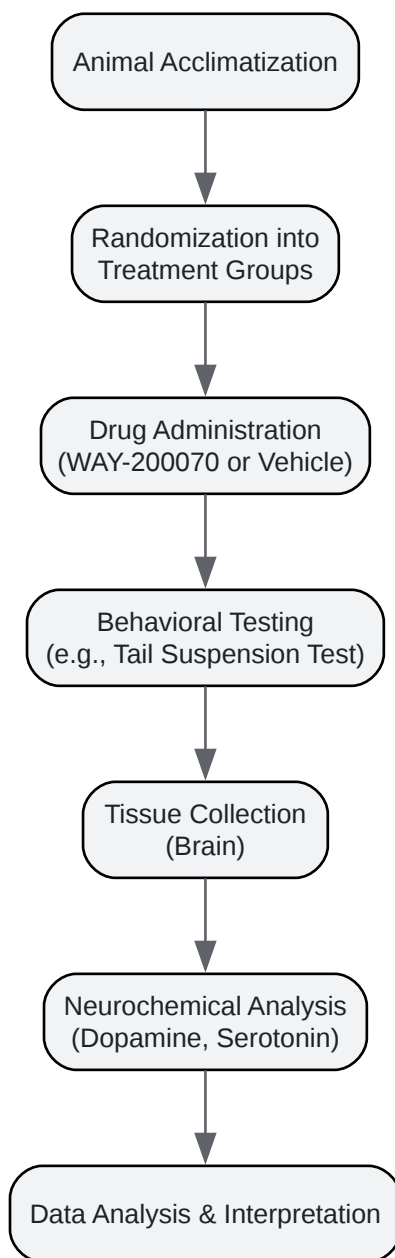 Animal Acclimatization
Randomization into
Treatment Groups
Drug Administration
(WAY-200070 or Vehicle)
Behavioral Testing
(e.g., Tail Suspension Test)
Tissue Collection
(Brain)
Neurochemical Analysis
(Dopamine, Serotonin)
Data Analysis & Interpretation